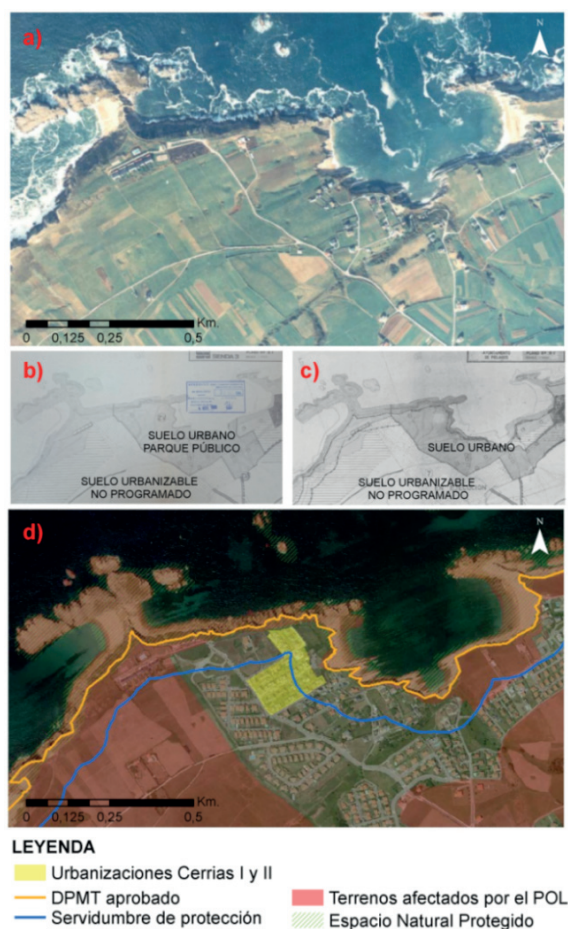 a)
N
Km.
0 0,125 0,25 0,5
b)
SUELO URBANO
PARQUE PÚBLICO
SUELO URBANIZABLE
NO PROGRAMADO
c)
SUELO URBANO
SUELO URBANIZABLE
NO PROGRAMADO
d)
N
Km.
0 0,125 0,25 0,5
LEYENDA
Urbanizaciones Cerrias I y II
DPMT aprobado
Terrenos afectados por el POL
Servidumbre de protección
Espacio Natural Protegido